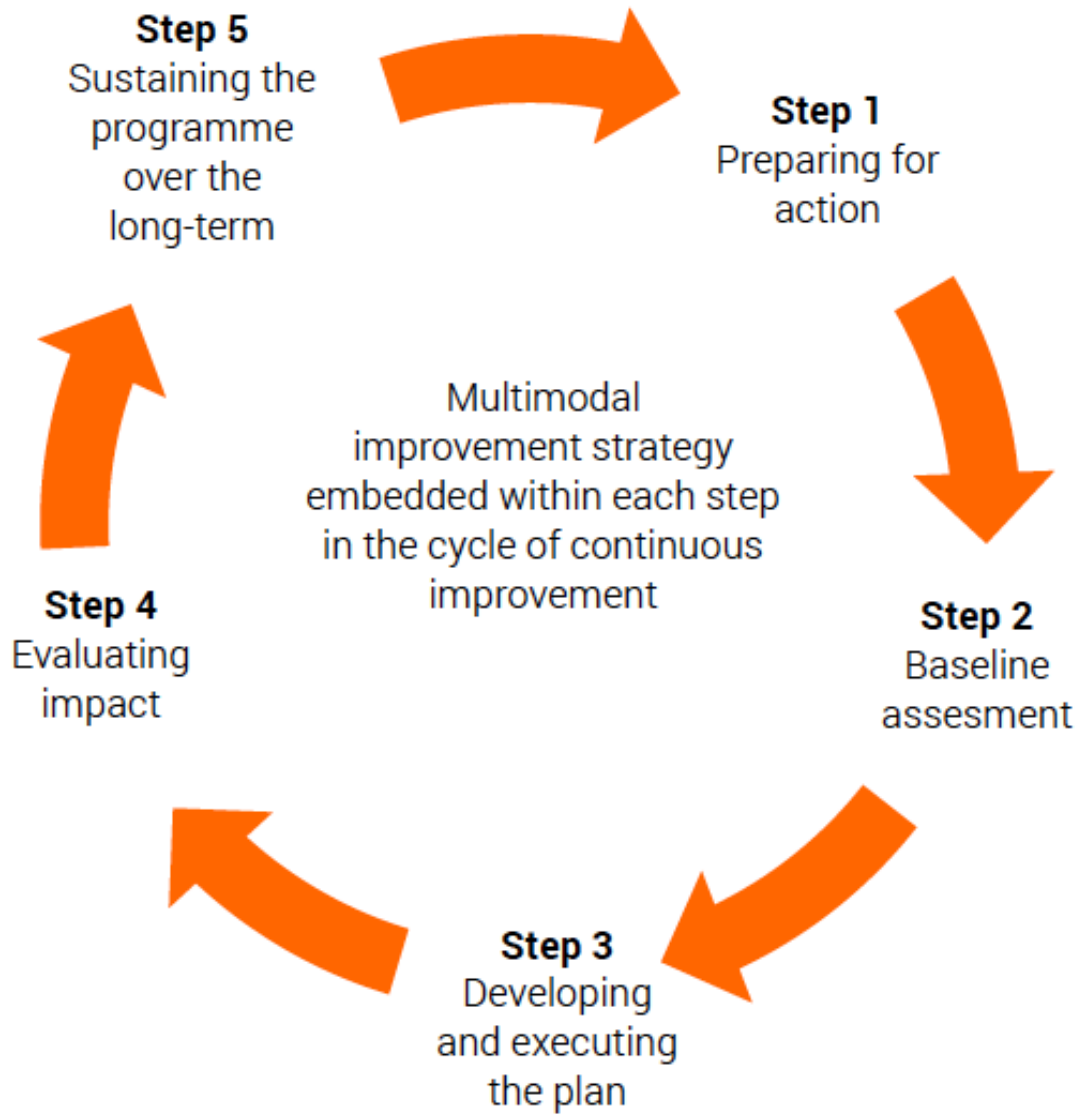 Step 5
Sustaining the
programme
over the
long-term
Step 1
Preparing for
action
Multimodal
improvement strategy
embedded within each step
in the cycle of continuous
improvement
Step 2
Baseline
assesment
Step 3
Developing
and executing
the plan
Step 4
Evaluating
impact